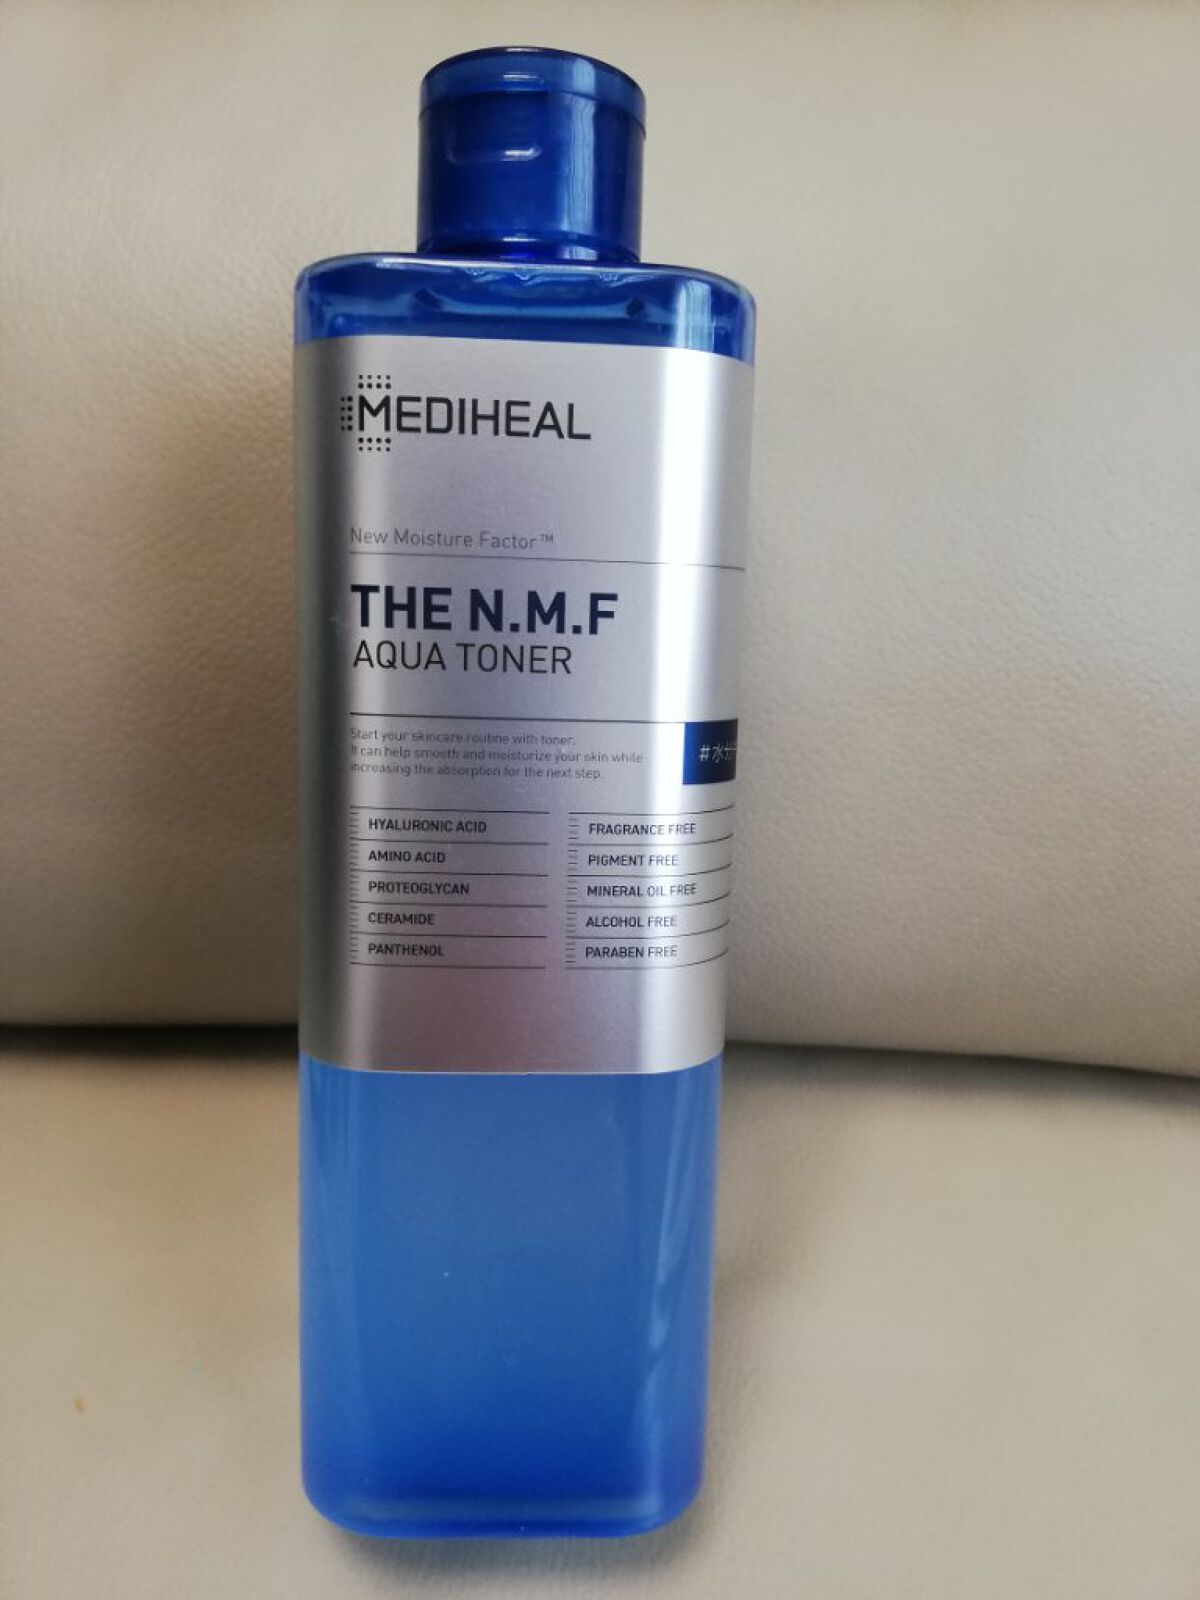 MEDIHEAL
New Moisture Factor™
THE N.M.F
AQUA TONER
Start your skincare routine with toner.
It can help smooth and moisturize your skin while
increasing the absorption for the next step.
#水分
HYALURONIC ACID
AMINO ACID
PROTEOGLYCAN
CERAMIDE
PANTHENOL
FRAGRANCE FREE
PIGMENT FREE
MINERAL OIL FREE
ALCOHOL FREE
PARABEN FREE